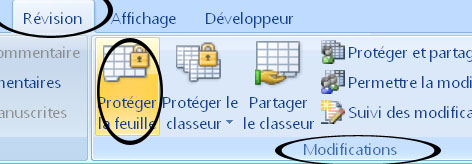 Révision Affichage Développeur
ommentaire
mentaires
anuscrites
Protéger la feuille
Protéger le classeur
Partager le classeur
Protéger et partag
Permettre la modi
Suivi des modifica
Modifications